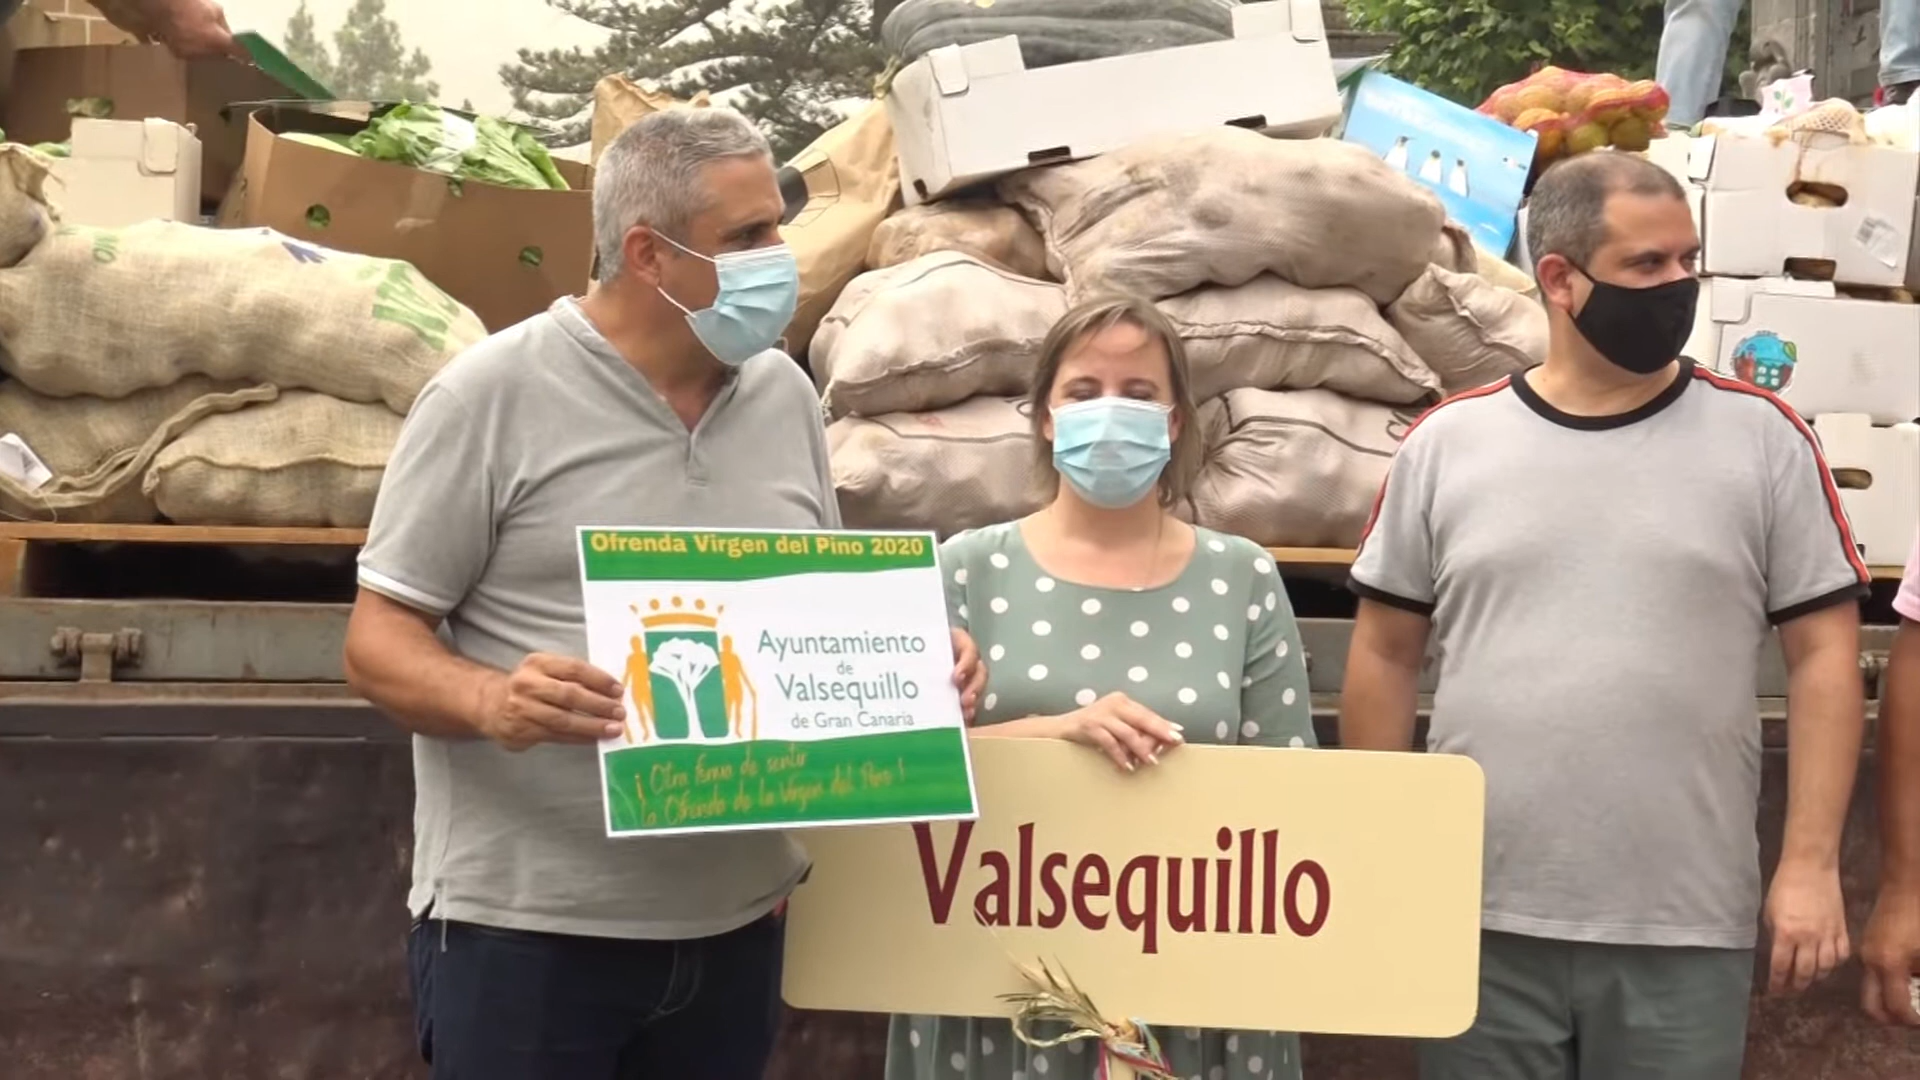 Ofrenda Virgen del Pino 2020
Ayuntamiento
de
Valsequillo
de Gran Canaria
¡ Otra forma de sentir
la Ofrenda de la Virgen del Pino !
Valsequillo